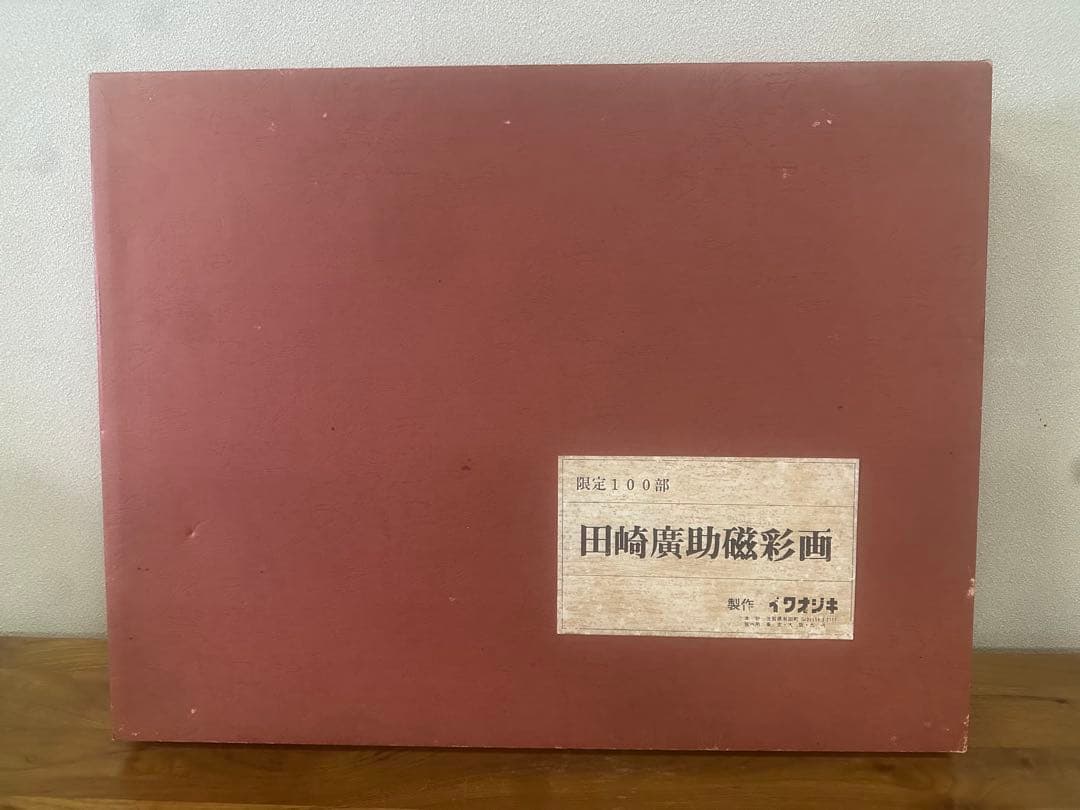 限定１００部
田崎廣助磁彩画
製作 イワオジキ